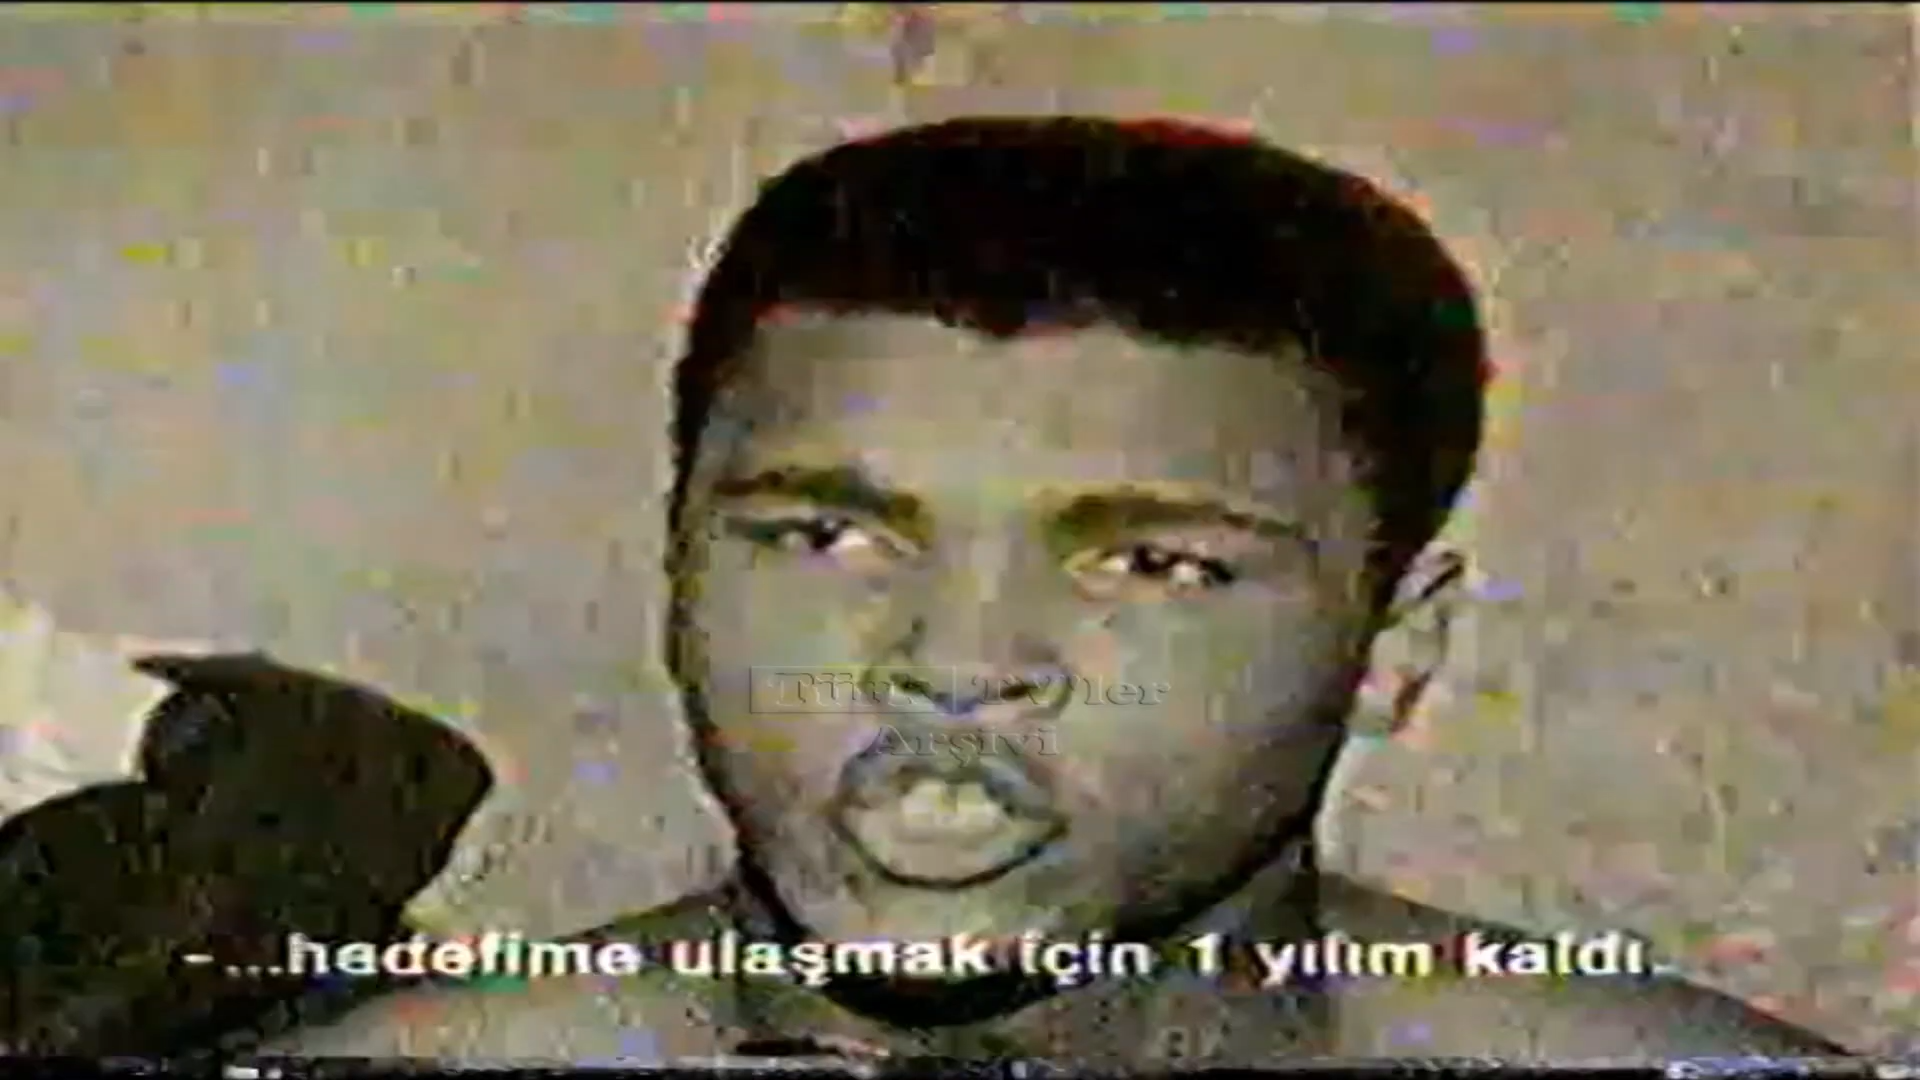 Türk TV'ler
Arşivi
-...hedefime ulaşmak için 1 yılım kaldı.